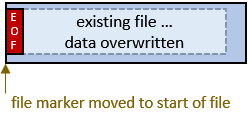 EOF
existing file ...
data overwritten
file marker moved to start of file